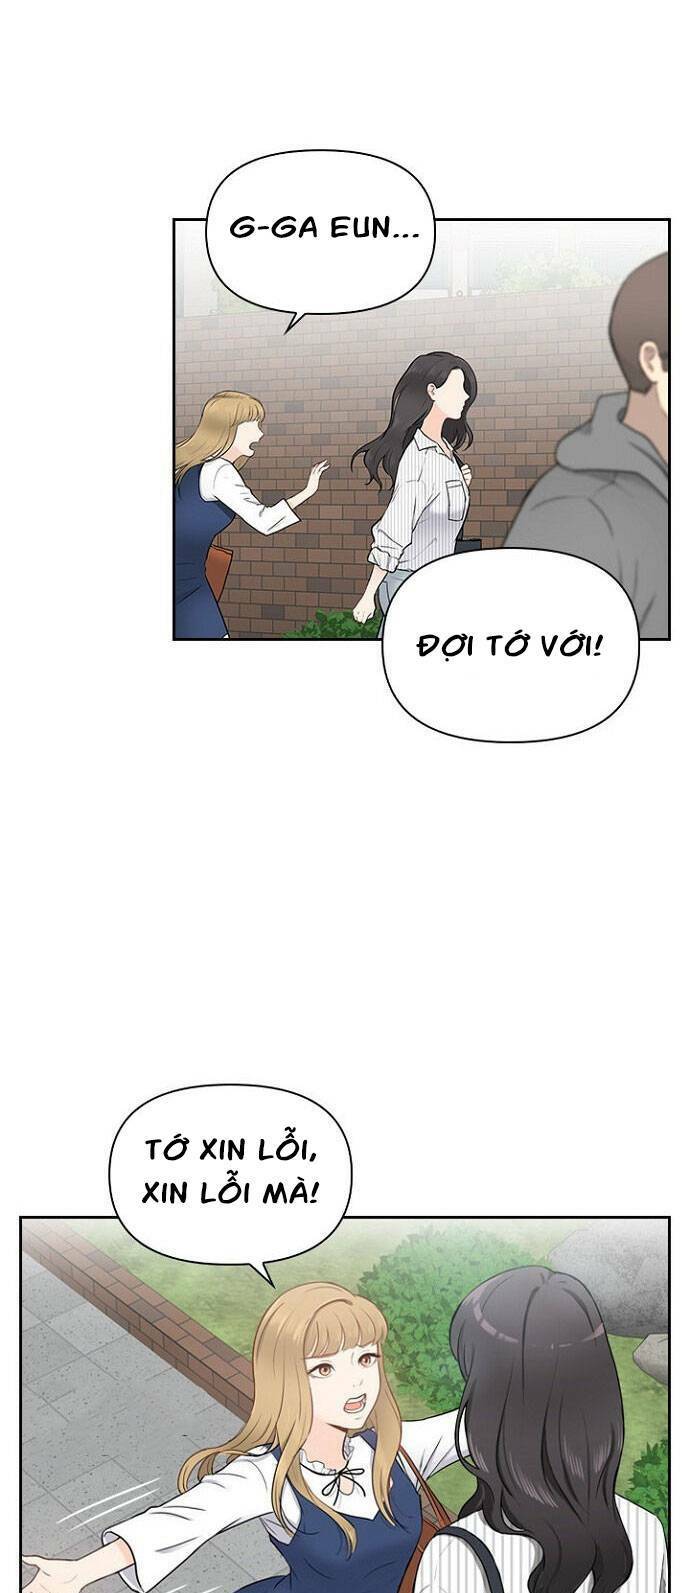 G-GA EUN...
ĐỢI TỚ VỚI!
TỚ XIN LỖI,
XIN LỖI MÀ!